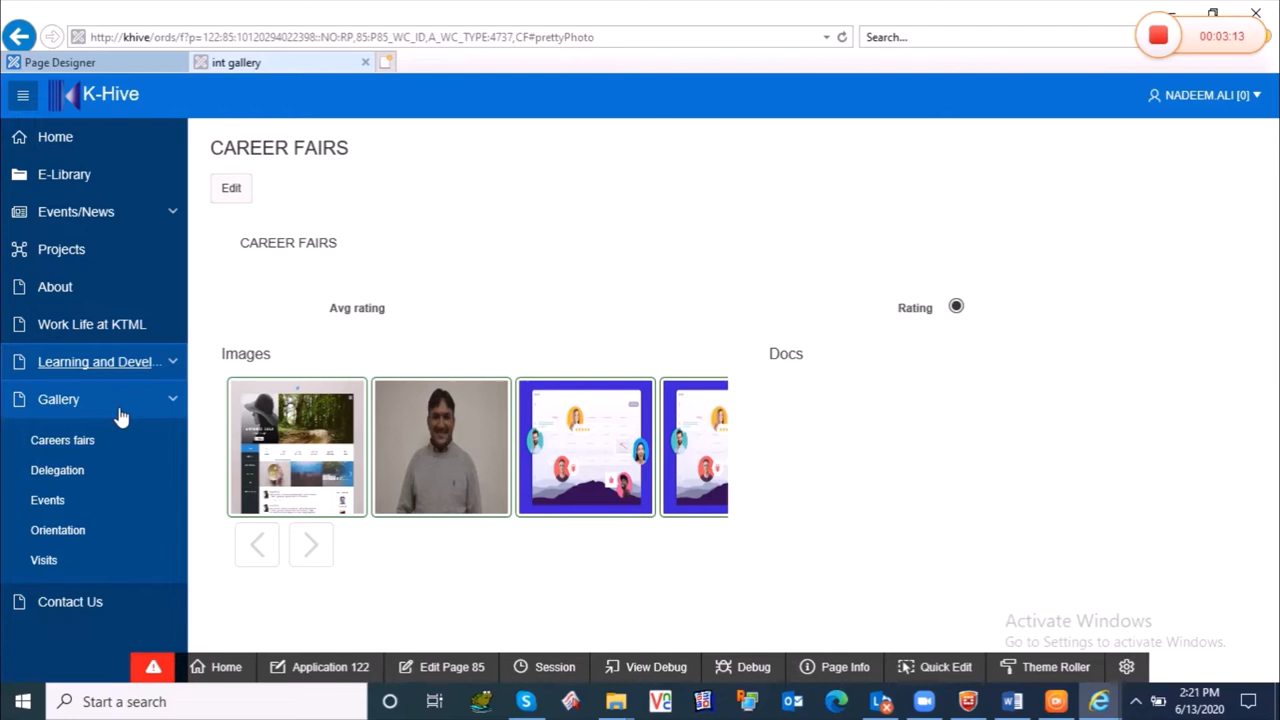 http://khive/ords/f?p=122:85:10120294022398::NO:RP,85:P85_WC_ID,A_WC_TYPE:4737,CF#prettyPhoto
Search...
00:03:13
Page Designer
int gallery
K-Hive
NADEEM.ALI [0]
Home
E-Library
Events/News
Projects
About
Work Life at KTML
Learning and Devel...
Gallery
Careers fairs
Delegation
Events
Orientation
Visits
Contact Us
CAREER FAIRS
Edit
CAREER FAIRS
Avg rating
Rating
Images
Docs
Activate Windows
Go to Settings to activate Windows.
Home
Application 122
Edit Page 85
Session
View Debug
Debug
Page Info
Quick Edit
Theme Roller
Start a search
2:21 PM
6/13/2020